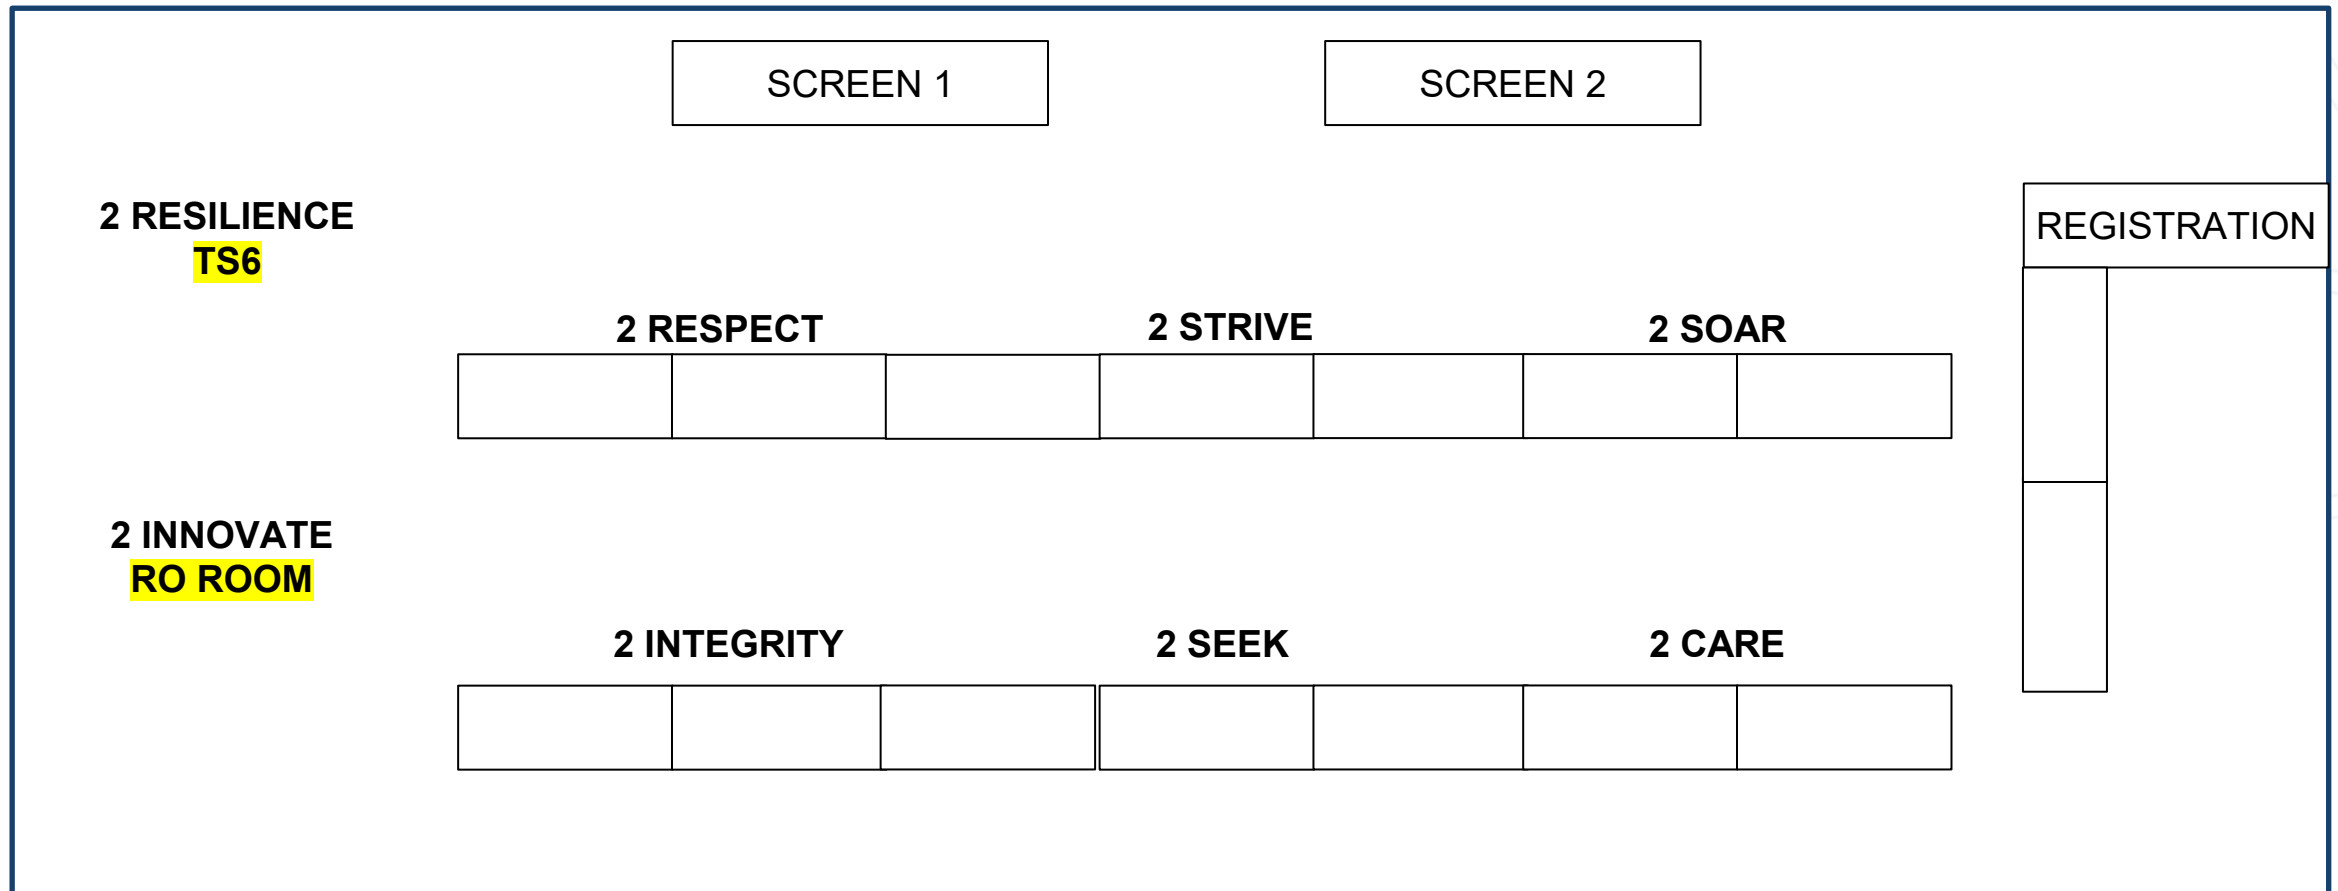 SCREEN 1
SCREEN 2
2 RESILIENCE
TS6
REGISTRATION
2 RESPECT
2 STRIVE
2 SOAR
2 INNOVATE
RO ROOM
2 INTEGRITY
2 SEEK
2 CARE